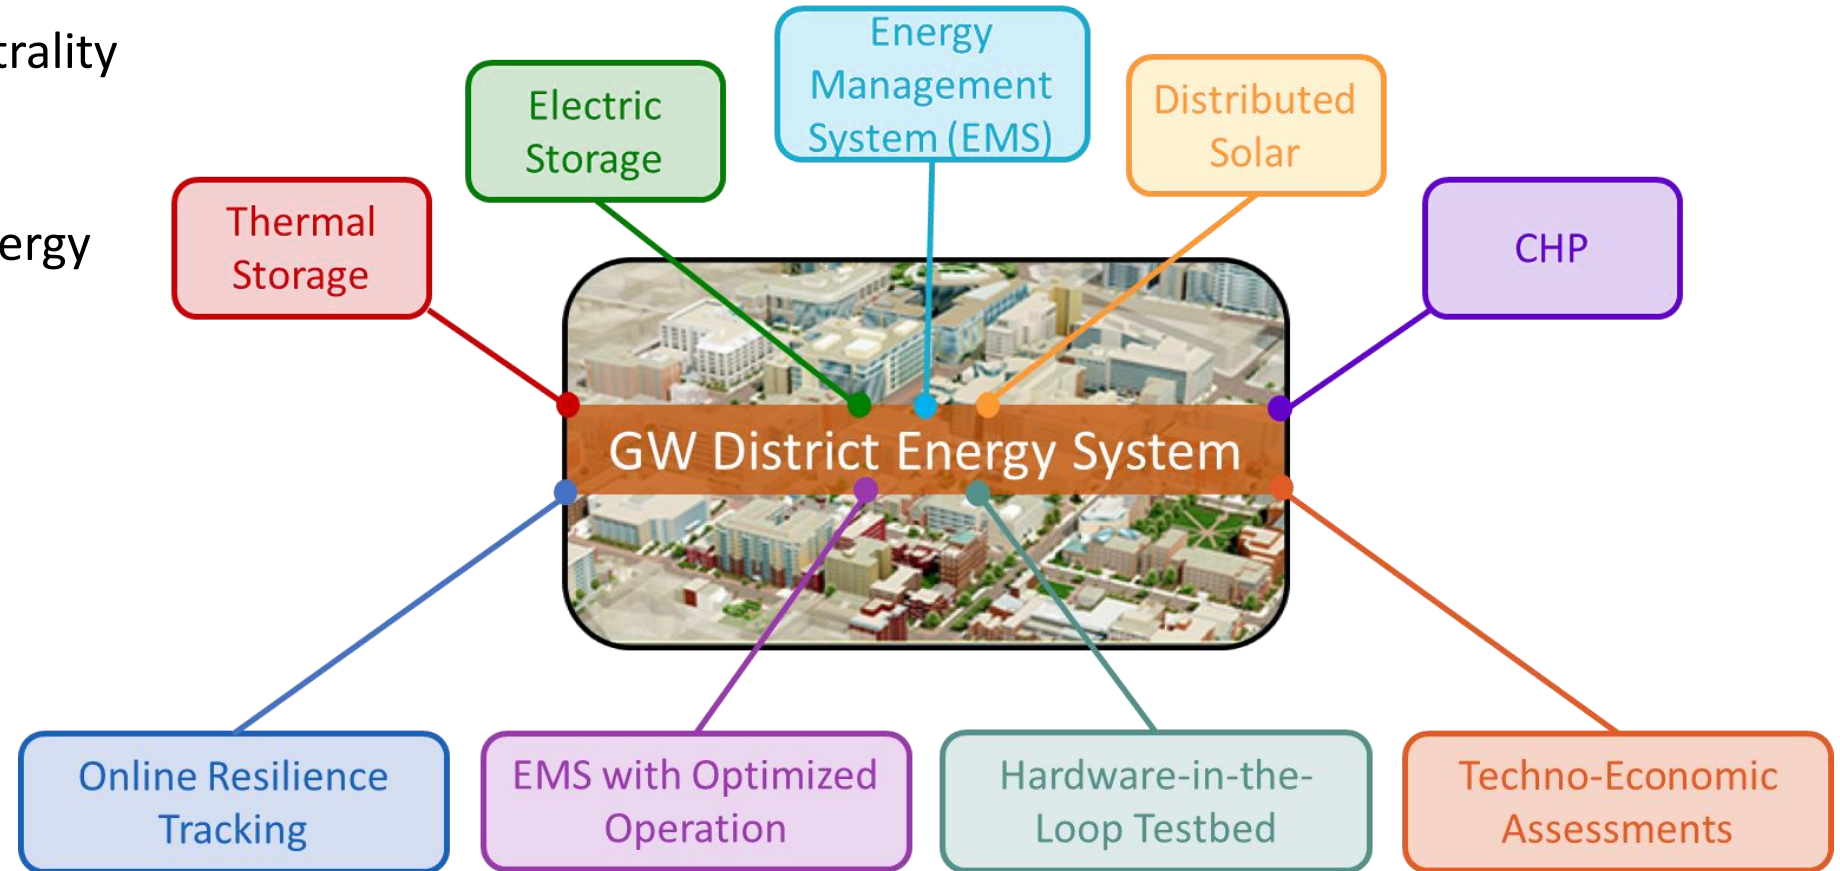 trality
ergy
Thermal
Storage
Electric
Storage
Energy
Management
System (EMS)
Distributed
Solar
CHP
GW District Energy System
Online Resilience
Tracking
EMS with Optimized
Operation
Hardware-in-the-
Loop Testbed
Techno-Economic
Assessments